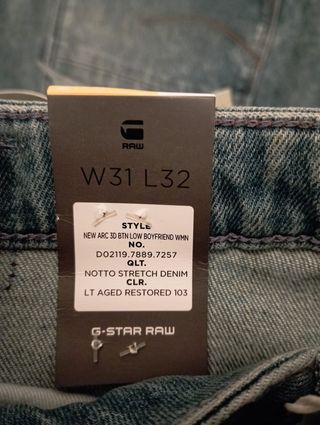 G
RAW
W31 L32
STYLE
NEW ARC 3D BTN LOW BOYFRIEND WMN
NO.
D02119.7889.7257
QLT.
NOTTO STRETCH DENIM
CLR.
LT AGED RESTORED 103
G-STAR RAW